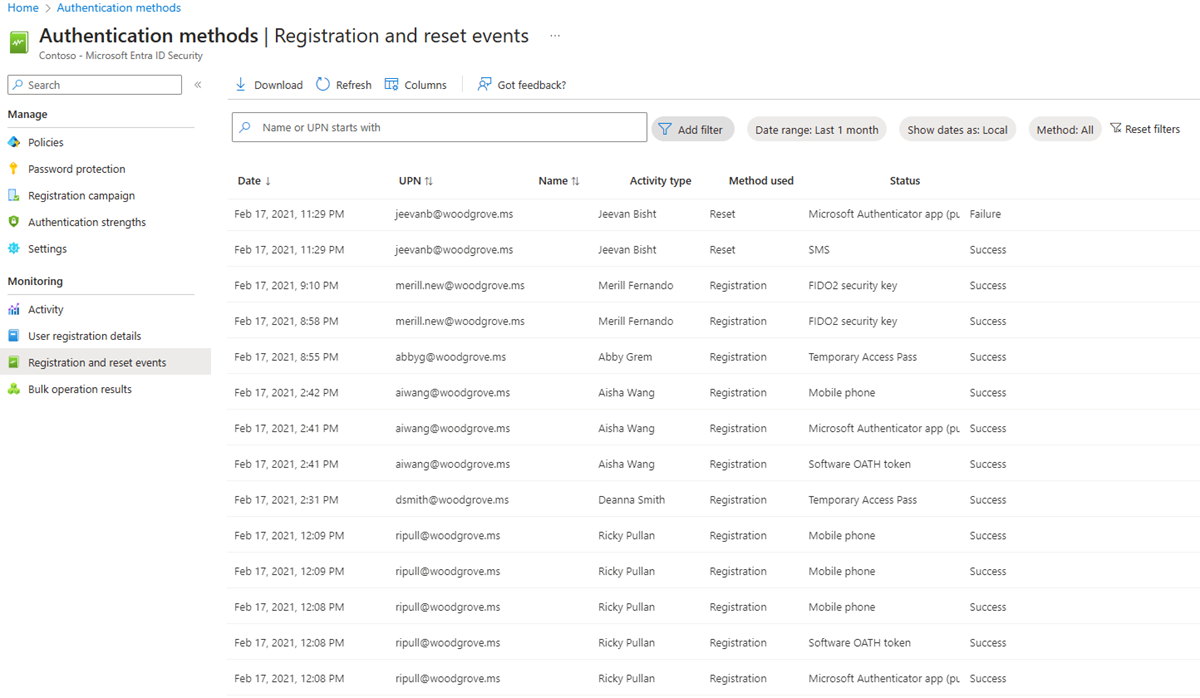 Home > Authentication methods
Authentication methods | Registration and reset events ...
Contoso - Microsoft Entra ID Security
Search «
Download Refresh Columns Got feedback?
Manage
Policies
Password protection
Registration campaign
Authentication strengths
Settings
Monitoring
Activity
User registration details
Registration and reset events
Bulk operation results
Name or UPN starts with Add filter Date range: Last 1 month Show dates as: Local Method: All Reset filters
Date ↓ UPN ↑↓ Name ↑↓ Activity type Method used Status
Feb 17, 2021, 11:29 PM jeevanb@woodgrove.ms Jeevan Bisht Reset Microsoft Authenticator app (pu Failure
Feb 17, 2021, 11:29 PM jeevanb@woodgrove.ms Jeevan Bisht Reset SMS Success
Feb 17, 2021, 9:10 PM merill.new@woodgrove.ms Merill Fernando Registration FIDO2 security key Success
Feb 17, 2021, 8:58 PM merill.new@woodgrove.ms Merill Fernando Registration FIDO2 security key Success
Feb 17, 2021, 8:55 PM abbyg@woodgrove.ms Abby Grem Registration Temporary Access Pass Success
Feb 17, 2021, 2:42 PM aiwang@woodgrove.ms Aisha Wang Registration Mobile phone Success
Feb 17, 2021, 2:41 PM aiwang@woodgrove.ms Aisha Wang Registration Microsoft Authenticator app (pu Success
Feb 17, 2021, 2:41 PM aiwang@woodgrove.ms Aisha Wang Registration Software OATH token Success
Feb 17, 2021, 2:31 PM dsmith@woodgrove.ms Deanna Smith Registration Temporary Access Pass Success
Feb 17, 2021, 12:09 PM ripull@woodgrove.ms Ricky Pullan Registration Mobile phone Success
Feb 17, 2021, 12:09 PM ripull@woodgrove.ms Ricky Pullan Registration Mobile phone Success
Feb 17, 2021, 12:08 PM ripull@woodgrove.ms Ricky Pullan Registration Mobile phone Success
Feb 17, 2021, 12:08 PM ripull@woodgrove.ms Ricky Pullan Registration Software OATH token Success
Feb 17, 2021, 12:08 PM ripull@woodgrove.ms Ricky Pullan Registration Microsoft Authenticator app (pu Success